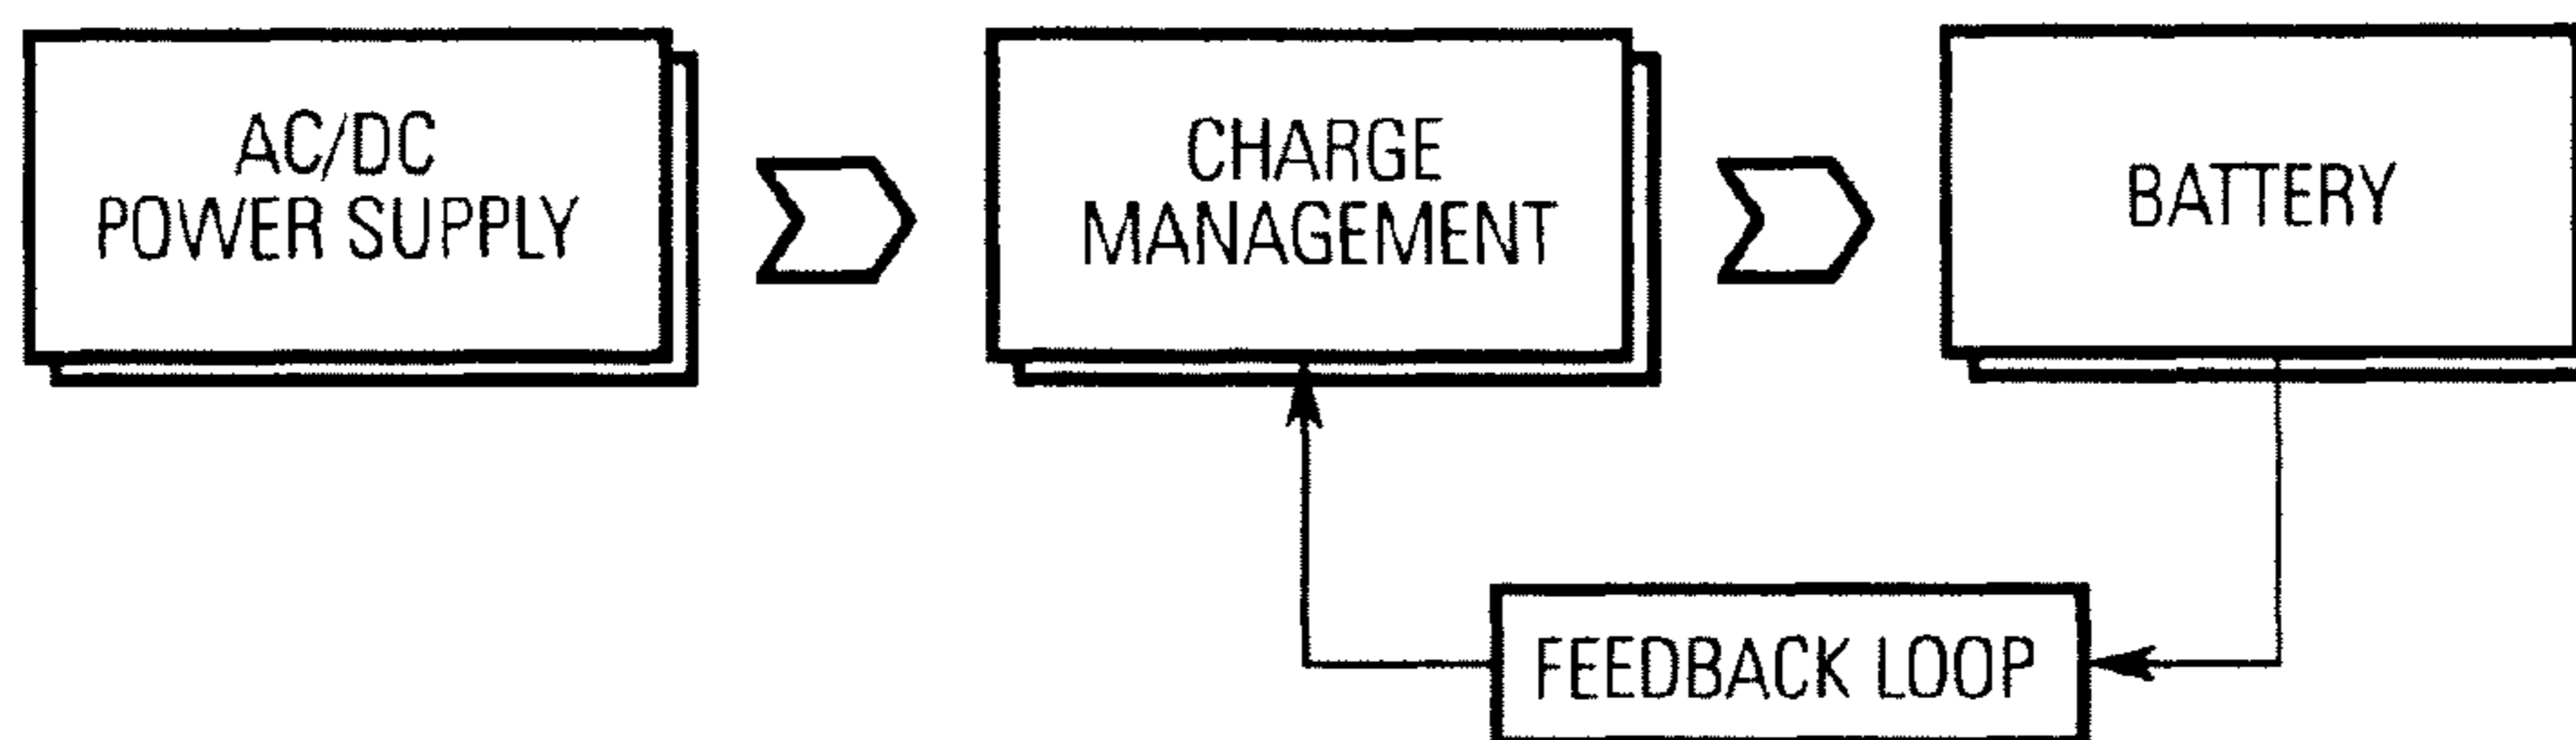 AC/DC
POWER SUPPLY
CHARGE
MANAGEMENT
BATTERY
FEEDBACK LOOP